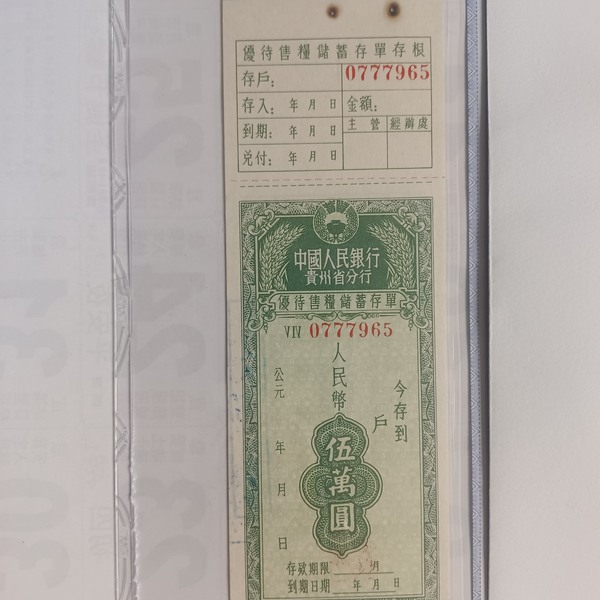 優待售糧儲蓄存單存根
存戶： 0777965
存入： 年 月 日 金額：
到期： 年 月 日 主管 經辦處
兌付： 年 月 日
中國人民銀行
貴州省分行
優待售糧儲蓄存單
VIV 0777965
今存到
戶
人民幣
伍萬圓
公元 年 月 日
存款期限 月
到期日期 年 月 日